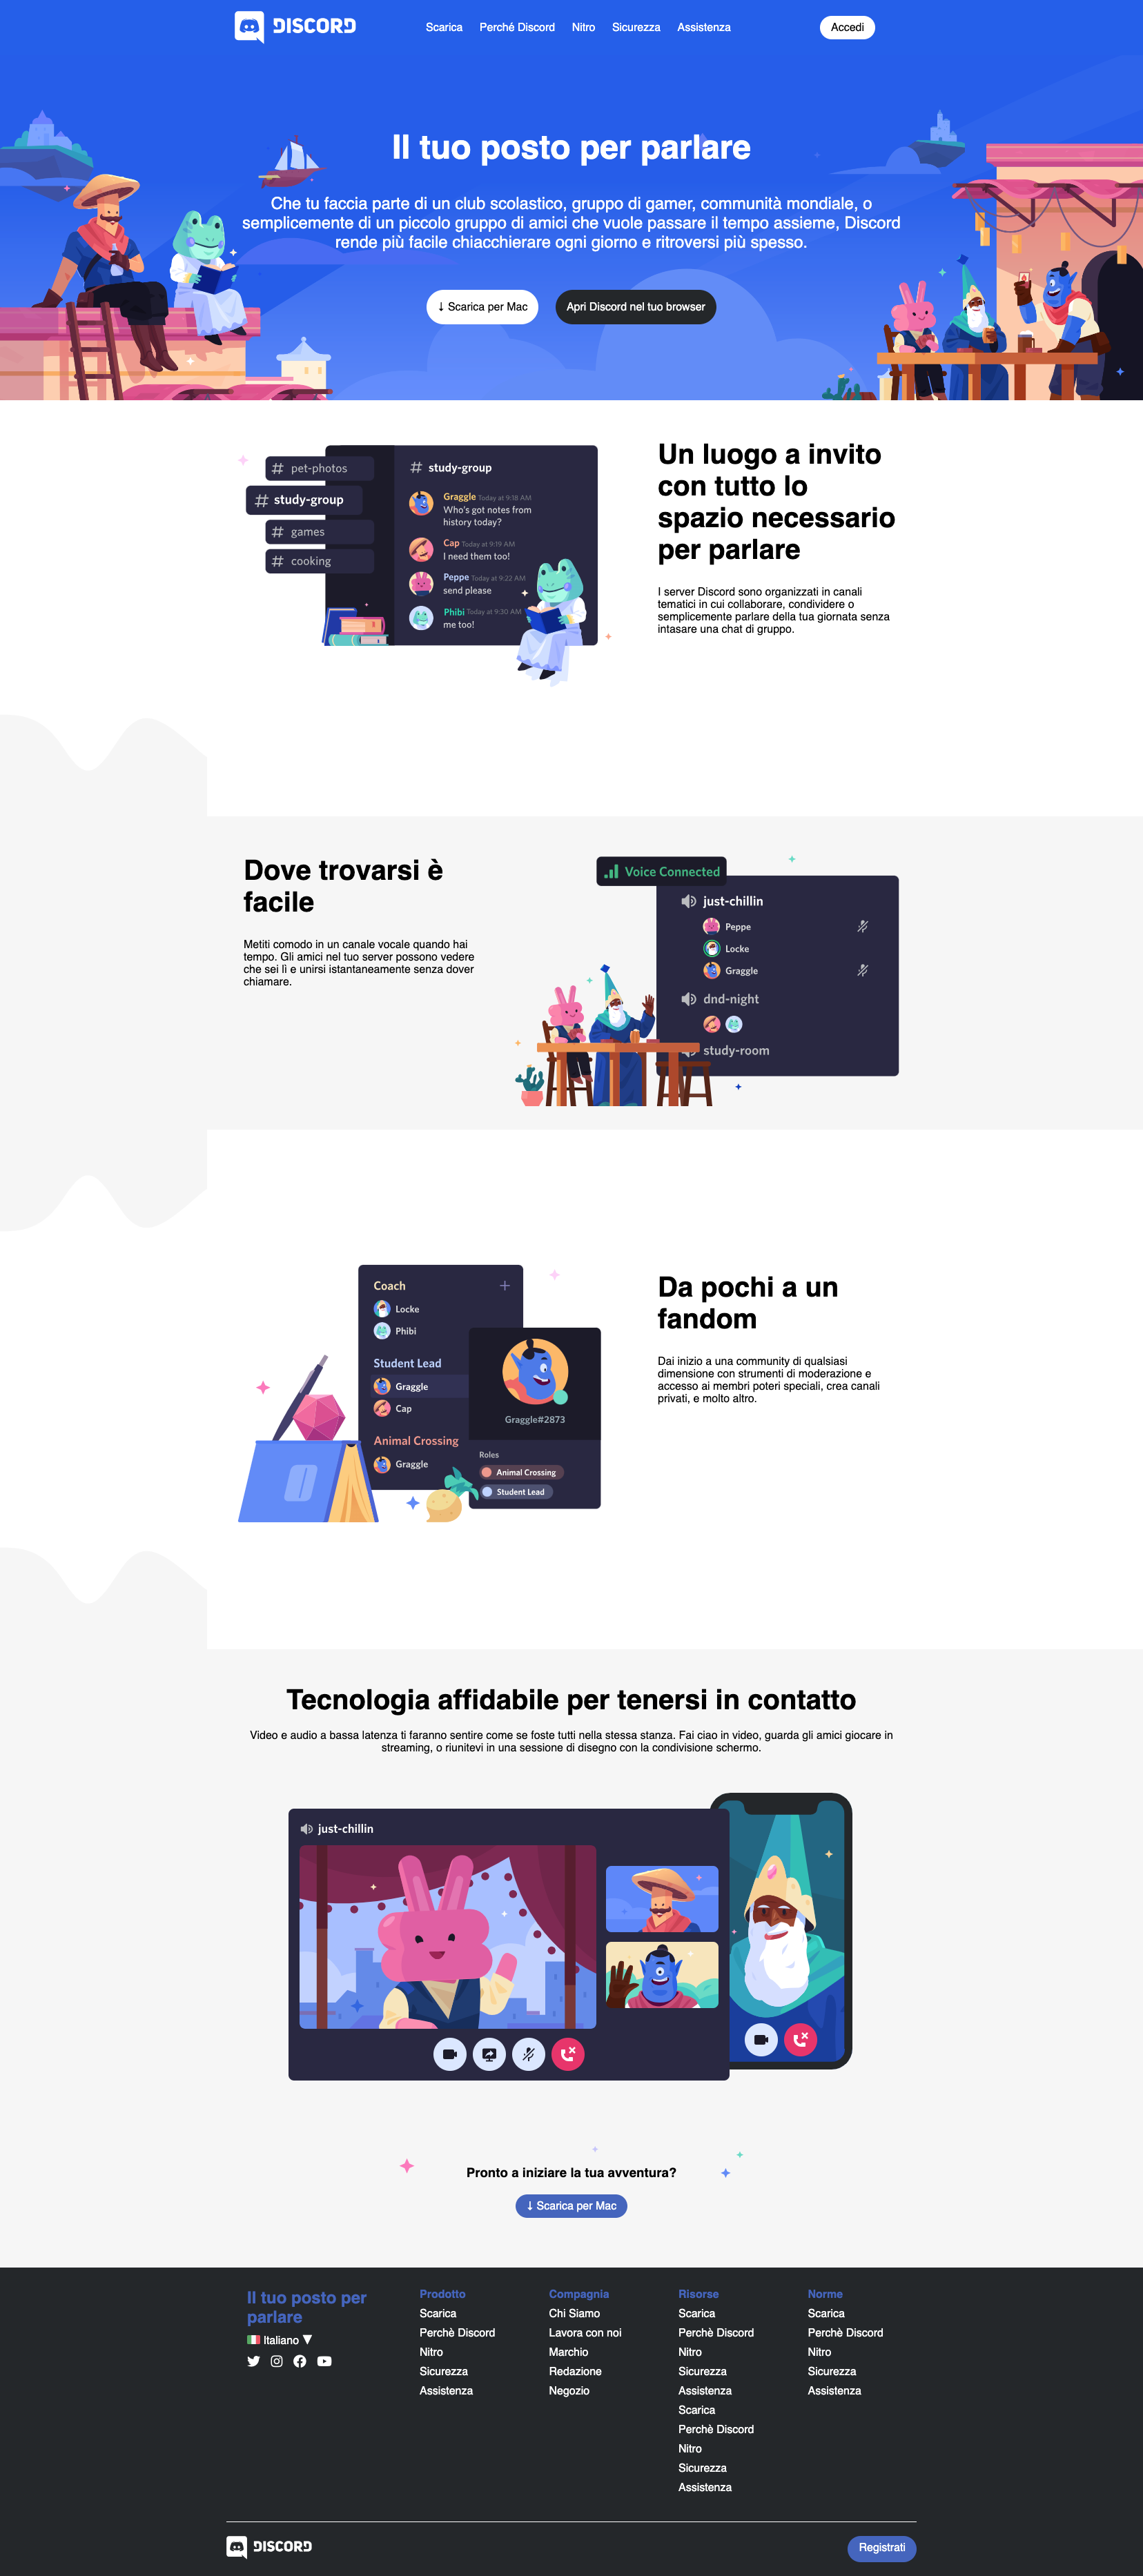 DISCORD
Scarica Perché Discord Nitro Sicurezza Assistenza
Accedi
Il tuo posto per parlare
Che tu faccia parte di un club scolastico, gruppo di gamer, communità mondiale, o
semplicemente di un piccolo gruppo di amici che vuole passare il tempo assieme, Discord
rende più facile chiacchierare ogni giorno e ritroversi più spesso.
↓ Scarica per Mac
Apri Discord nel tuo browser
# pet-photos
# study-group
# games
# cooking
# study-group
Graggle Today at 9:18 AM
Who's got notes from
history today?
Cap Today at 9:19 AM
I need them too!
Peppe Today at 9:22 AM
send please
Phibi Today at 9:30 AM
me too!
Un luogo a invito
con tutto lo
spazio necessario
per parlare
I server Discord sono organizzati in canali
tematici in cui collaborare, condividere o
semplicemente parlare della tua giornata senza
intasare una chat di gruppo.
Dove trovarsi è
facile
Metiti comodo in un canale vocale quando hai
tempo. Gli amici nel tuo server possono vedere
che sei lì e unirsi istantaneamente senza dover
chiamare.
Voice Connected
just-chillin
Peppe
Locke
Graggle
dnd-night
study-room
Coach
Locke
Phibi
Student Lead
Graggle
Cap
Animal Crossing
Graggle
Graggle#2873
Roles
Animal Crossing
Student Lead
Da pochi a un
fandom
Dai inizio a una community di qualsiasi
dimensione con strumenti di moderazione e
accesso ai membri poteri speciali, crea canali
privati, e molto altro.
Tecnologia affidabile per tenersi in contatto
Video e audio a bassa latenza ti faranno sentire come se foste tutti nella stessa stanza. Fai ciao in video, guarda gli amici giocare in
streaming, o riunitevi in una sessione di disegno con la condivisione schermo.
just-chillin
Pronto a iniziare la tua avventura?
↓ Scarica per Mac
Il tuo posto per
parlare
Italiano ▼
Prodotto
Scarica
Perchè Discord
Nitro
Sicurezza
Assistenza
Compagnia
Chi Siamo
Lavora con noi
Marchio
Redazione
Negozio
Risorse
Scarica
Perchè Discord
Nitro
Sicurezza
Assistenza
Scarica
Perchè Discord
Nitro
Sicurezza
Assistenza
Norme
Scarica
Perchè Discord
Nitro
Sicurezza
Assistenza
DISCORD
Registrati